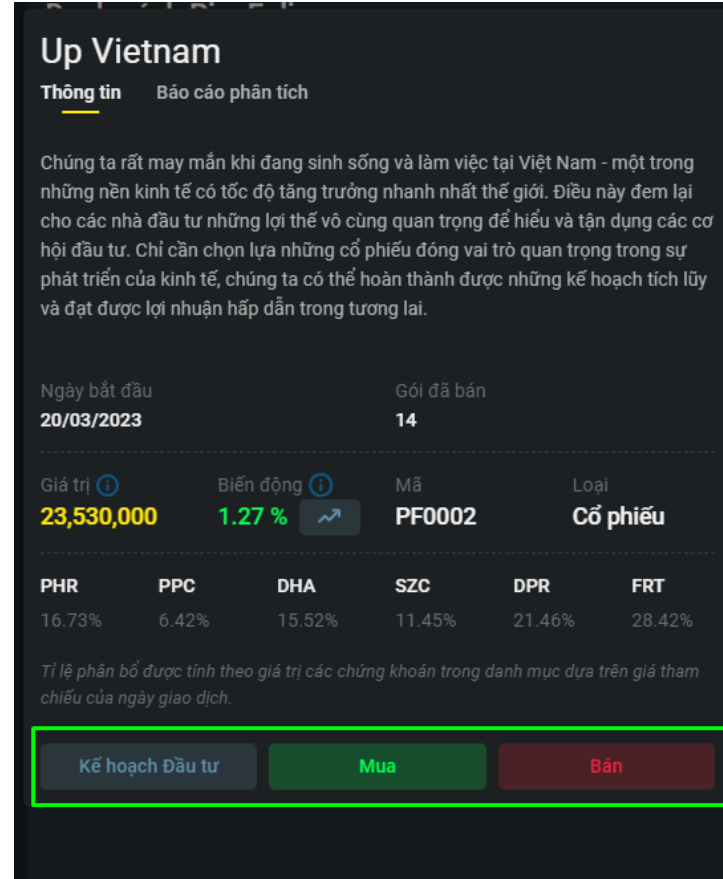 Up Vietnam
Thông tin Báo cáo phân tích
Chúng ta rất may mắn khi đang sinh sống và làm việc tại Việt Nam - một trong
những nền kinh tế có tốc độ tăng trưởng nhanh nhất thế giới. Điều này đem lại
cho các nhà đầu tư những lợi thế vô cùng quan trọng để hiểu và tận dụng các cơ
hội đầu tư. Chỉ cần chọn lựa những cổ phiếu đóng vai trò quan trọng trong sự
phát triển của kinh tế, chúng ta có thể hoàn thành được những kế hoạch tích lũy
và đạt được lợi nhuận hấp dẫn trong tương lai.
Ngày bắt đầu Gói đã bán
20/03/2023 14
Giá trị Biến động Mã Loại
23,530,000 1.27 % PF0002 Cổ phiếu
PHR PPC DHA SZC DPR FRT
16.73% 6.42% 15.52% 11.45% 21.46% 28.42%
Tỉ lệ phân bổ được tính theo giá trị các chứng khoán trong danh mục dựa trên giá tham
chiếu của ngày giao dịch.
Kế hoạch Đầu tư Mua Bán